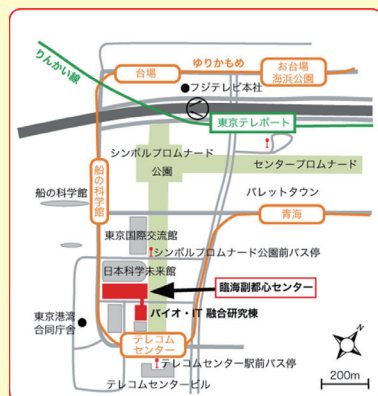 りんかい線
ゆりかもめ
台場
お台場
海浜公園
フジテレビ本社
東京テレポート
シンボルプロムナード
公園
センタープロムナード
船の科学館
船の科学館
パレットタウン
青海
東京国際交流館
シンボルプロムナード公園前バス停
日本科学未来館
臨海副都心センター
バイオ・IT 融合研究棟
東京港湾
合同庁舎
テレコム
センター
テレコムセンター駅前バス停
テレコムセンタービル
200m